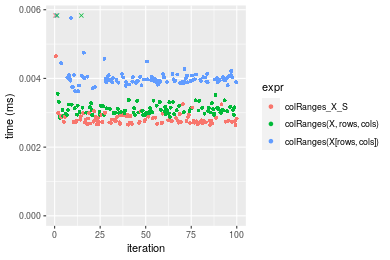 0.006
0.004
0.002
0.000
time (ms)
0
25
50
75
100
iteration
expr
colRanges_X_S
colRanges(X, rows, cols)
colRanges(X[rows, cols])